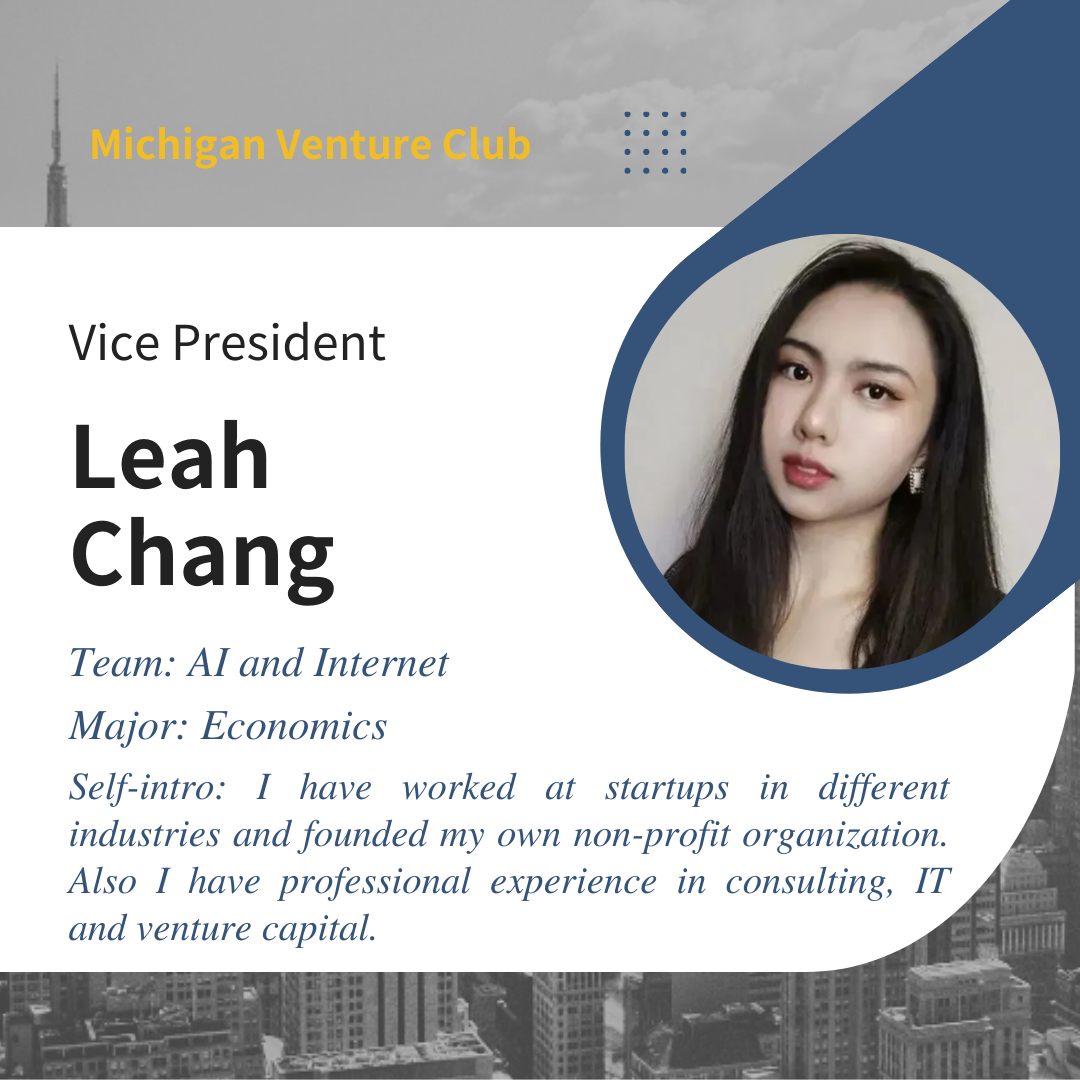 Michigan Venture Club
Vice President
Leah
Chang
Team: AI and Internet
Major: Economics
Self-intro: I have worked at startups in different
industries and founded my own non-profit organization.
Also I have professional experience in consulting, IT
and venture capital.